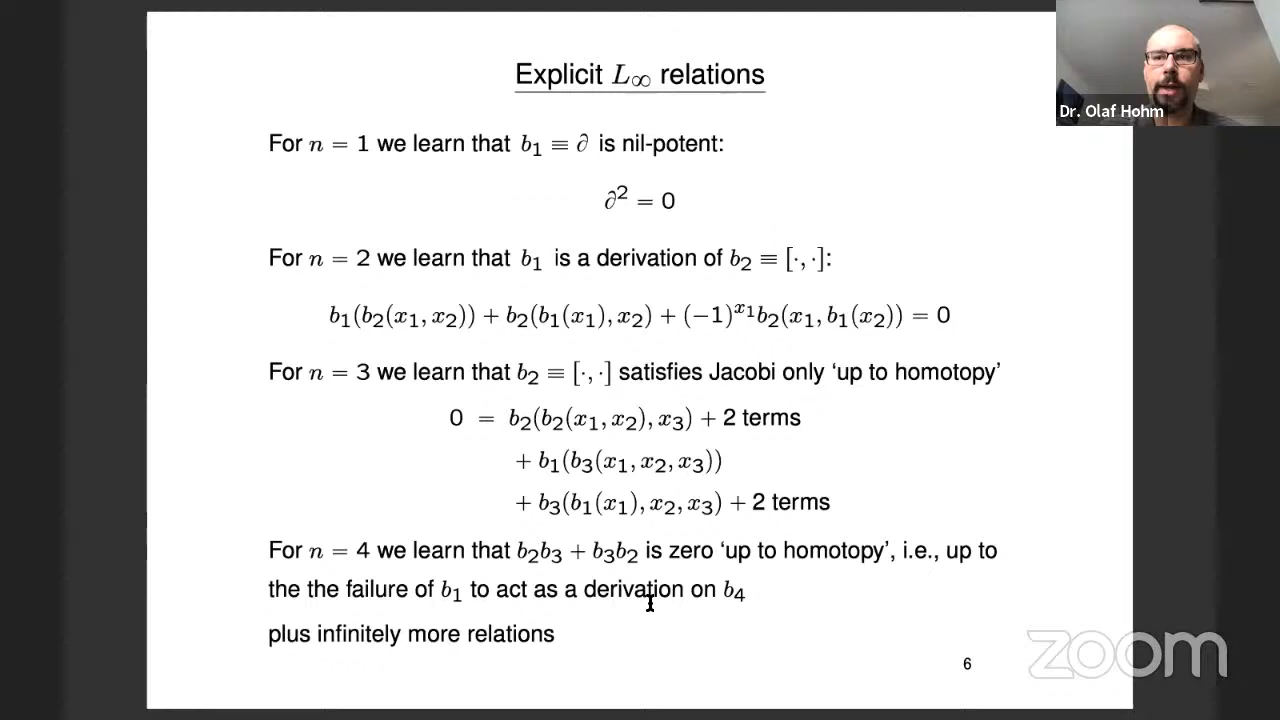 Explicit L∞ relations
Dr. Olaf Hohm
For n = 1 we learn that b₁ ≡ ∂ is nil-potent:
∂² = 0
For n = 2 we learn that b₁ is a derivation of b₂ ≡ [·, ·]:
b₁(b₂(x₁, x₂)) + b₂(b₁(x₁), x₂) + (−1)^x₁ b₂(x₁, b₁(x₂)) = 0
For n = 3 we learn that b₂ ≡ [·, ·] satisfies Jacobi only ‘up to homotopy’
0 = b₂(b₂(x₁, x₂), x₃) + 2 terms
+ b₁(b₃(x₁, x₂, x₃))
+ b₃(b₁(x₁), x₂, x₃) + 2 terms
For n = 4 we learn that b₂b₃ + b₃b₂ is zero ‘up to homotopy’, i.e., up to
the the failure of b₁ to act as a derivation on b₄
plus infinitely more relations
6
zoom